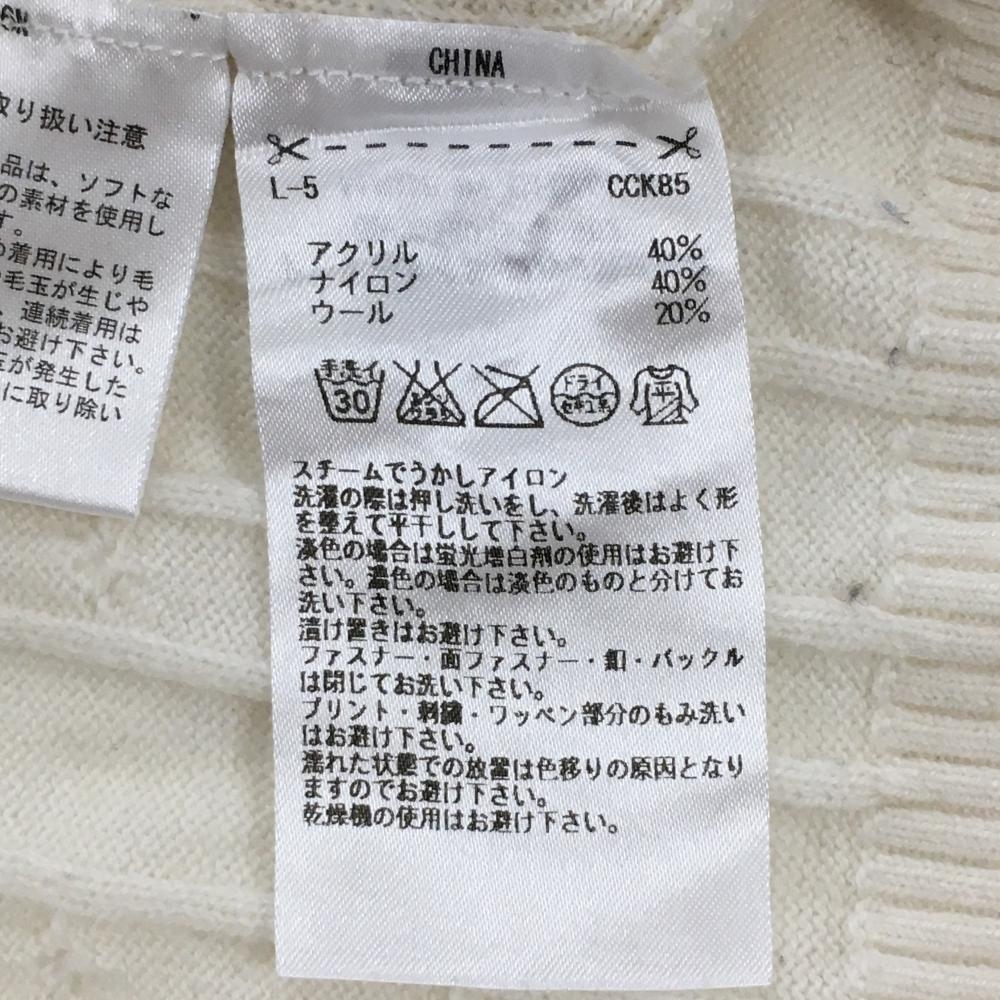 取り扱い注意
品は、ソフトな
の素材を使用し
す。
着用により毛
毛玉が生じや
、連続着用は
お避け下さい。
玉が発生した
に取り除い
CHINA
L-5 CCK85
アクリル 40%
ナイロン 40%
ウール 20%
手洗イ
30
ドライ
セキユ系
平
スチームでうかしアイロン
洗濯の際は押し洗いをし、洗濯後はよく形
を整えて平干しして下さい。
淡色の場合は蛍光増白剤の使用はお避け下
さい。濃色の場合は淡色のものと分けてお
洗い下さい。
漬け置きはお避け下さい。
ファスナー・面ファスナー・釦・バックル
は閉じてお洗い下さい。
プリント・刺繍・ワッペン部分のもみ洗い
はお避け下さい。
濡れた状態での放置は色移りの原因となり
ますのでお避け下さい。
乾燥機の使用はお避け下さい。